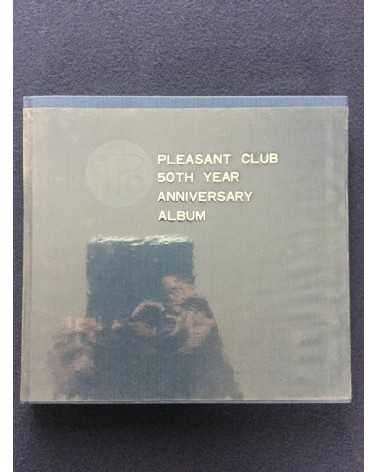 PLEASANT CLUB
50TH YEAR
ANNIVERSARY
ALBUM